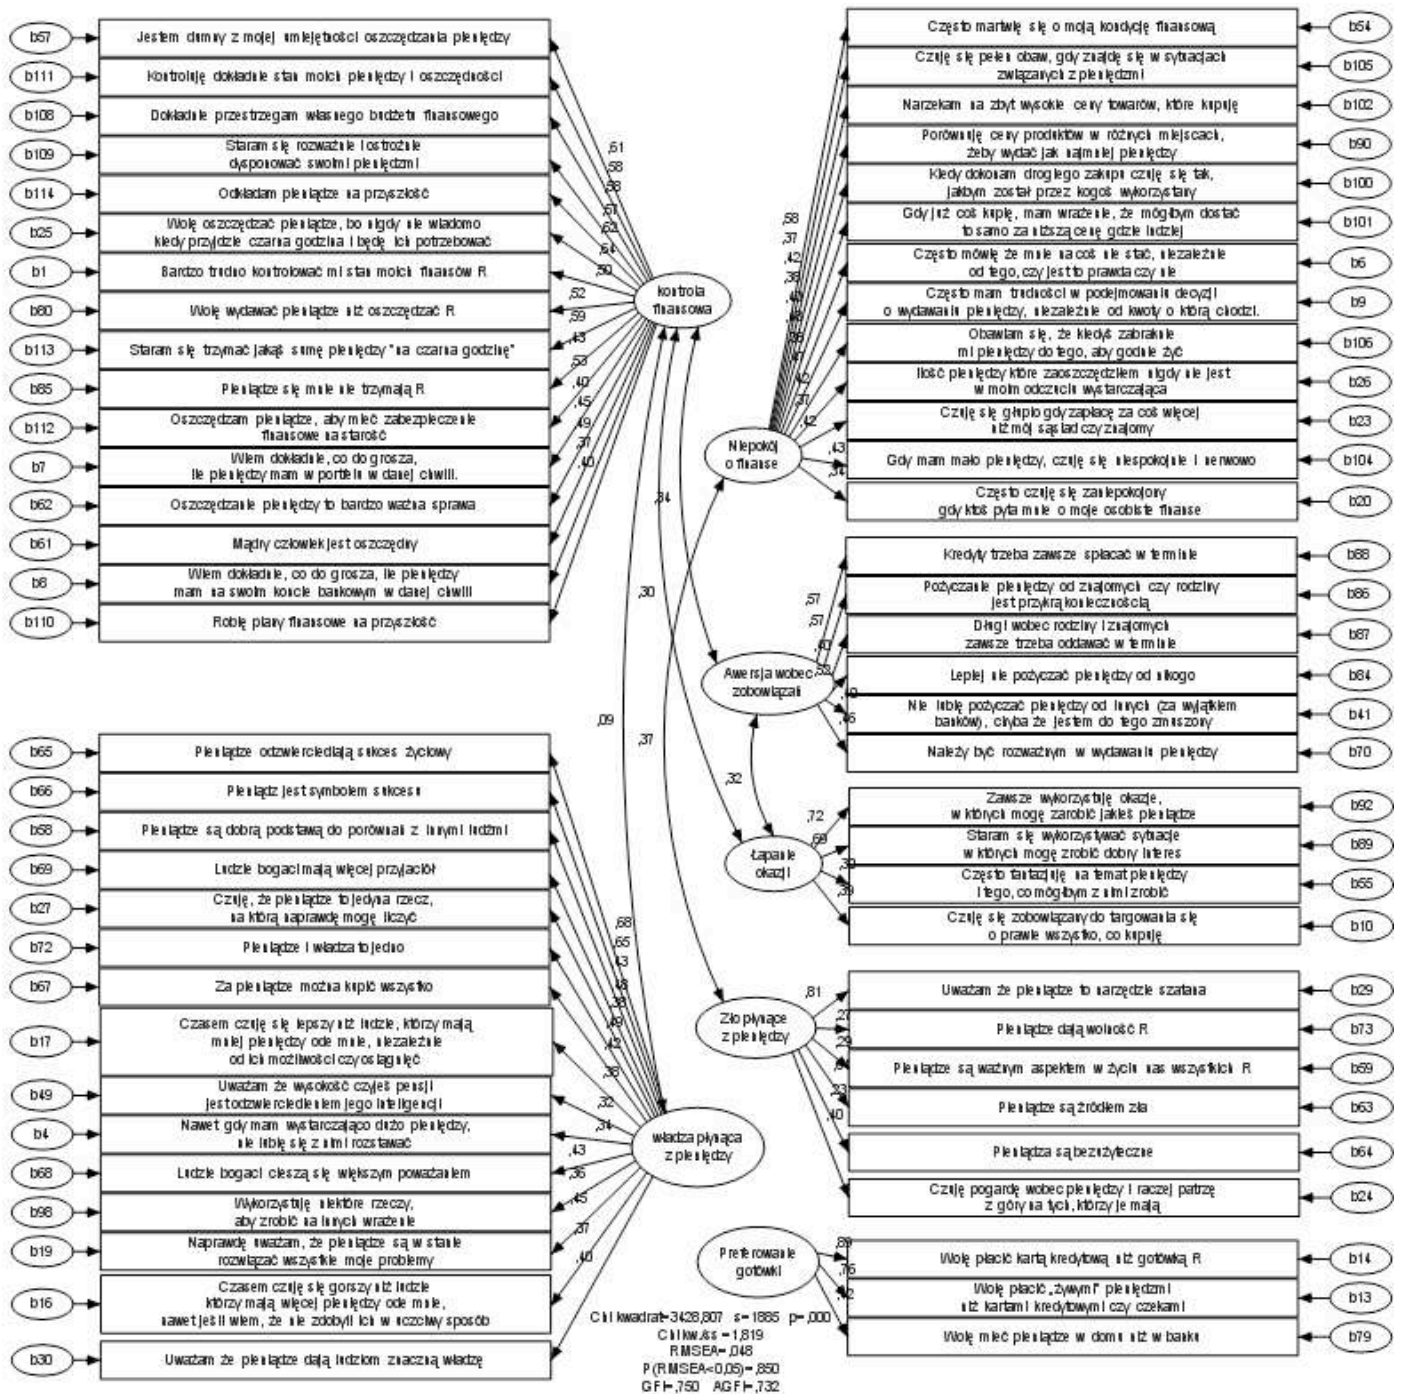 b57
Jestem dumny z mojej umiejętności oszczędzania pieniędzy
b111
Kontroluję dokładnie stan moich pieniędzy i oszczędności
b108
Dokładnie przestrzegam własnego budżetu finansowego
b109
Staram się rozważnie i ostrożnie
dysponować swoimi pieniędzmi
b114
Odkładam pieniądze na przyszłość
b25
Wolę oszczędzać pieniądze, bo nigdy nie wiadomo
kiedy przyjdzie czarna godzina i będę ich potrzebować
b1
Bardzo trudno kontrolować mi stan moich finansów R
b80
Wolę wydawać pieniądze niż oszczędzać R
b113
Staram się trzymać jakąś sumę pieniędzy "na czarna godzinę"
b85
Pieniądze się mnie nie trzymają R
b112
Oszczędzam pieniądze, aby mieć zabezpieczenie
finansowe na starość
b7
Wiem dokładnie, co do grosza,
ile pieniędzy mam w portfelu w danej chwili.
b62
Oszczędzanie pieniędzy to bardzo ważna sprawa
b61
Mądry człowiek jest oszczędny
b8
Wiem dokładnie, co do grosza, ile pieniędzy
mam na swoim koncie bankowym w danej chwili
b110
Robię plany finansowe na przyszłość
,61
,58
,58
,57
,62
,64
,50
,52
,59
,43
,53
,40
,45
,49
,37
,40
kontrola
finansowa
b65
Pieniądze odzwierciedlają sukces życiowy
b66
Pieniądz jest symbolem sukcesu
b58
Pieniądze są dobrą podstawą do porównań z innymi ludźmi
b69
Ludzie bogaci mają więcej przyjaciół
b27
Czuję, że pieniądze to jedyna rzecz,
na którą naprawdę mogę liczyć
b72
Pieniądze i władza to jedno
b67
Za pieniądze można kupić wszystko
b17
Czasem czuję się lepszy niż ludzie, którzy mają
mniej pieniędzy ode mnie, niezależnie
od ich możliwości czy osiągnięć
b49
Uważam że wysokość czyjeś pensji
jest odzwierciedleniem jego inteligencji
b4
Nawet gdy mam wystarczająco dużo pieniędzy,
nie lubię się z nimi rozstawać
b68
Ludzie bogaci cieszą się większym poważaniem
b98
Wykorzystuję niektóre rzeczy,
aby zrobić na innych wrażenie
b19
Naprawdę uważam, że pieniądze są w stanie
rozwiązać wszystkie moje problemy
b16
Czasem czuję się gorszy niż ludzie
którzy mają więcej pieniędzy ode mnie,
nawet jeśli wiem, że nie zdobyli ich w uczciwy sposób
b30
Uważam że pieniądze dają ludziom znaczną władzę
,68
,65
,43
,48
,38
,49
,42
,38
,32
,34
,43
,36
,45
,37
,40
władza płynąca
z pieniędzy
,34
,30
,09
,37
,32
,58
,37
,42
,38
,47
,42
,37
,42
,43
,34
Niepokój
o finanse
Często martwię się o moją kondycję finansową
b54
Czuję się pełen obaw, gdy znajdę się w sytuacjach
związanych z pieniędzmi
b105
Narzekam na zbyt wysokie ceny towarów, które kupuję
b102
Porównuję ceny produktów w różnych miejscach,
żeby wydać jak najmniej pieniędzy
b90
Kiedy dokonam drogiego zakupu czuję się tak,
jakbym został przez kogoś wykorzystany
b100
Gdy już coś kupię, mam wrażenie, że mógłbym dostać
to samo za niższą cenę gdzie indziej
b101
Często mówię że mnie na coś nie stać, niezależnie
od tego, czy jest to prawda czy nie
b6
Często mam trudności w podejmowaniu decyzji
o wydawaniu pieniędzy, niezależnie od kwoty o którą chodzi.
b9
Obawiam się, że kiedyś zabraknie
mi pieniędzy do tego, aby godnie żyć
b106
Ilość pieniędzy które zaoszczędziłem nigdy nie jest
w moim odczuciu wystarczająca
b26
Czuję się głupio gdy zapłacę za coś więcej
niż mój sąsiad czy znajomy
b23
Gdy mam mało pieniędzy, czuję się niespokojnie i nerwowo
b104
Często czuję się zaniepokojony
gdy ktoś pyta mnie o moje osobiste finanse
b20
,57
,57
,40
,52
,46
Awersja wobec
zobowiązań
Kredyty trzeba zawsze spłacać w terminie
b88
Pożyczanie pieniędzy od znajomych czy rodziny
jest przykrą koniecznością
b86
Długi wobec rodziny i znajomych
zawsze trzeba oddawać w terminie
b87
Lepiej nie pożyczać pieniędzy od nikogo
b84
Nie lubię pożyczać pieniędzy od innych (za wyjątkiem
banków), chyba że jestem do tego zmuszony
b41
Należy być rozważnym w wydawaniu pieniędzy
b70
,72
,69
,39
,39
Łapanie
okazji
Zawsze wykorzystuję okazje,
w których mogę zarobić jakieś pieniądze
b92
Staram się wykorzystywać sytuacje
w których mogę zrobić dobry interes
b89
Często fantazjuję na temat pieniędzy
i tego, co mógłbym z nimi zrobić
b55
Czuję się zobowiązany do targowania się
o prawie wszystko, co kupuję
b10
,81
,27
,29
,23
,40
Zło płynące
z pieniędzy
Uważam że pieniądze to narzędzie szatana
b29
Pieniądze dają wolność R
b73
Pieniądze są ważnym aspektem w życiu nas wszystkich R
b59
Pieniądze są źródłem zła
b63
Pieniądza są bezużyteczne
b64
Czuję pogardę wobec pieniędzy i raczej patrzę
z góry na tych, którzy je mają
b24
,89
,76
Preferowanie
gotówki
Wolę płacić kartą kredytową niż gotówką R
b14
Wolę płacić „żywymi" pieniędzmi
niż kartami kredytowymi czy czekami
b13
Wolę mieć pieniądze w domu niż w banku
b79
Chi kwadrat=3428,807 s=1885 p=,000
Chi kw./ss =1,819
RMSEA=,048
P(RMSEA<0,05)=,850
GFI=,750 AGFI=,732